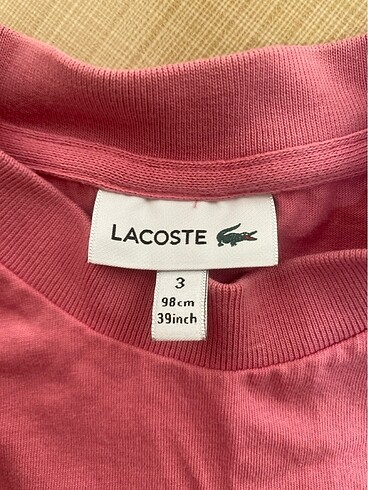 LACOSTE
3
98cm
39inch